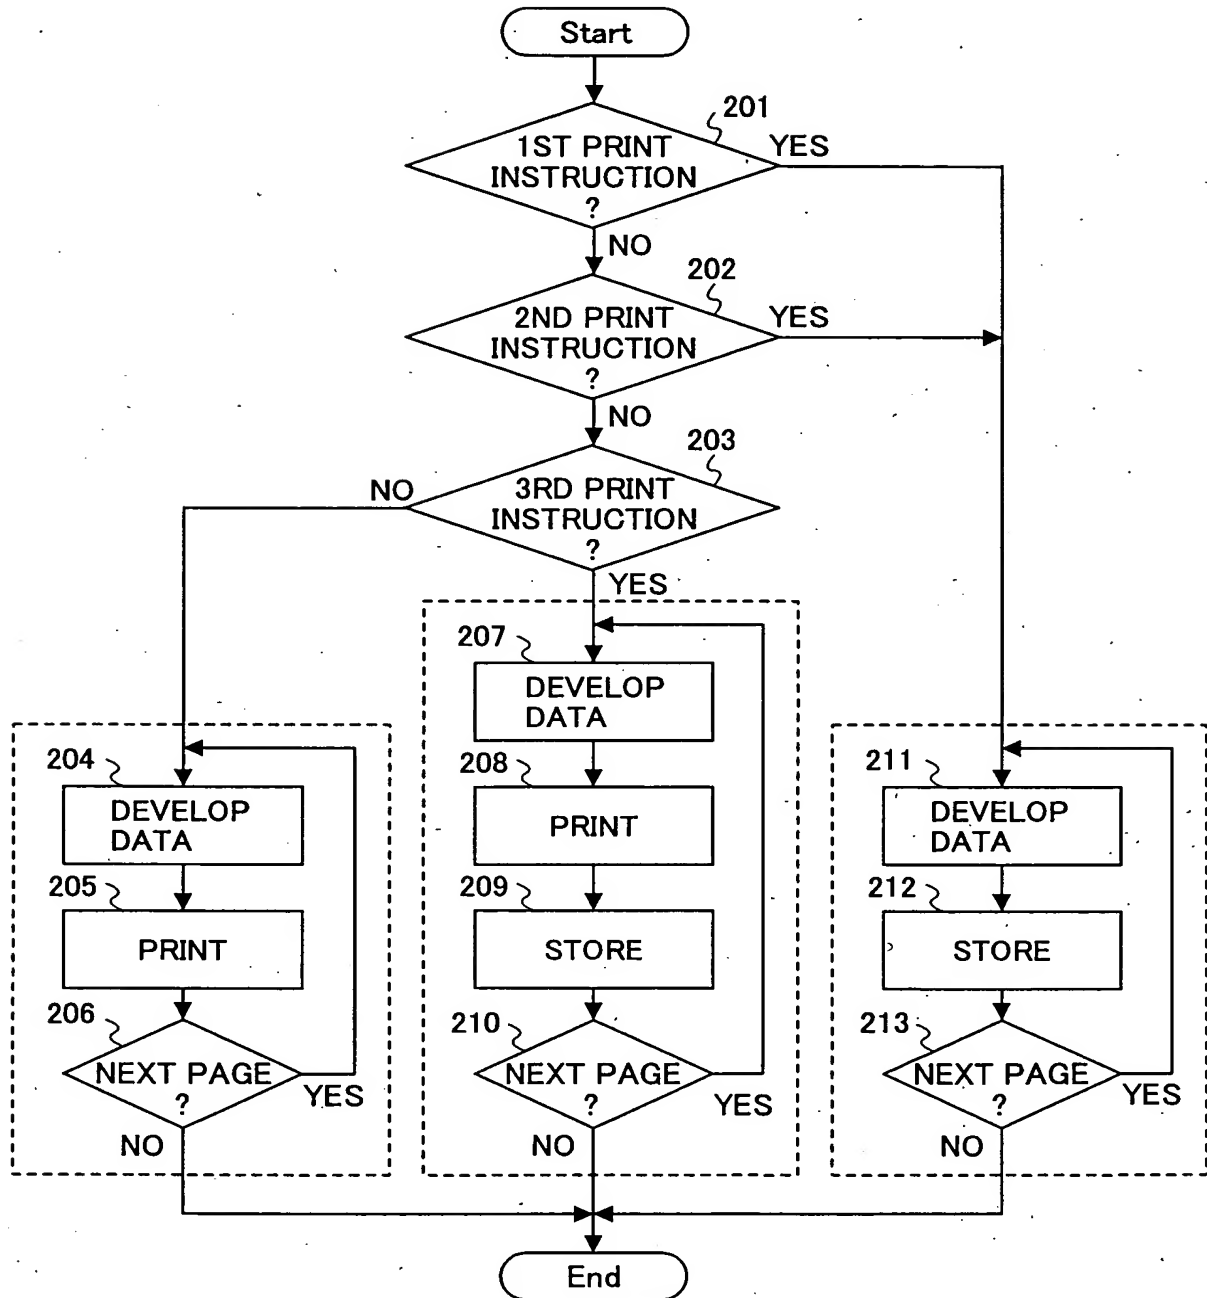 Start
201
1ST PRINT
INSTRUCTION
?
YES
NO
202
2ND PRINT
INSTRUCTION
?
YES
NO
203
3RD PRINT
INSTRUCTION
?
NO
YES
207
DEVELOP
DATA
208
PRINT
209
STORE
210
NEXT PAGE
?
YES
NO
204
DEVELOP
DATA
205
PRINT
206
NEXT PAGE
?
YES
NO
211
DEVELOP
DATA
212
STORE
213
NEXT PAGE
?
YES
NO
End